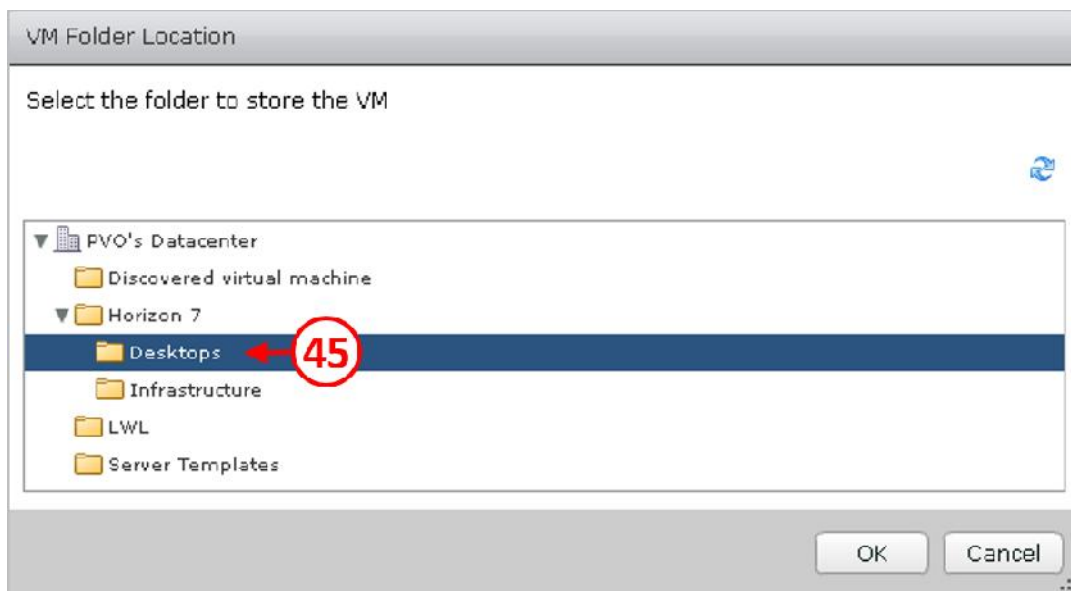 VM Folder Location
Select the folder to store the VM
PVO's Datacenter
Discovered virtual machine
Horizon 7
Desktops 45
Infrastructure
LWL
Server Templates
OK Cancel